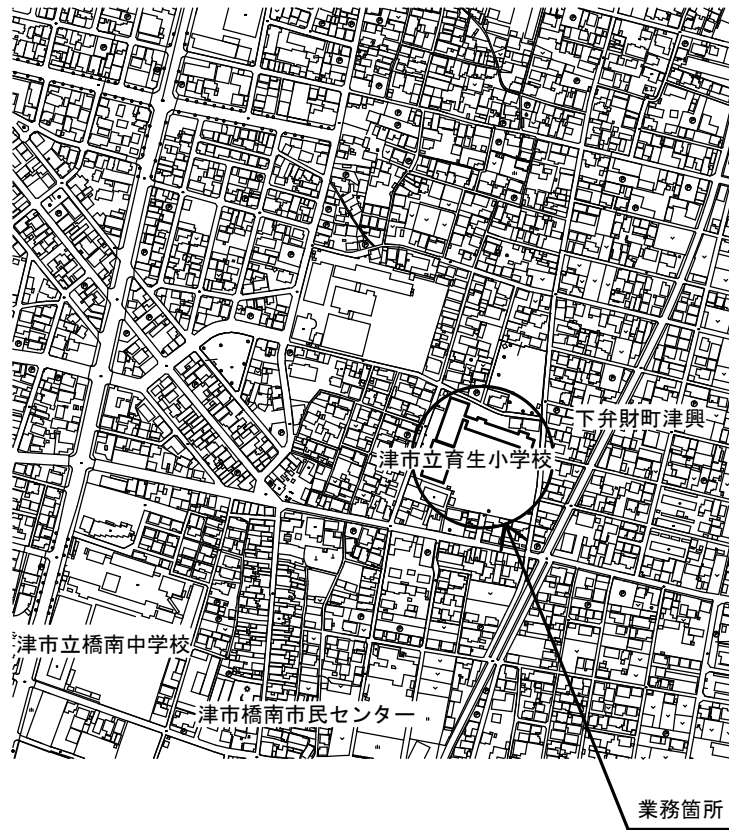 下弁財町津興
津市立育生小学校
津市立橋南中学校
津市橋南市民センター
業務箇所